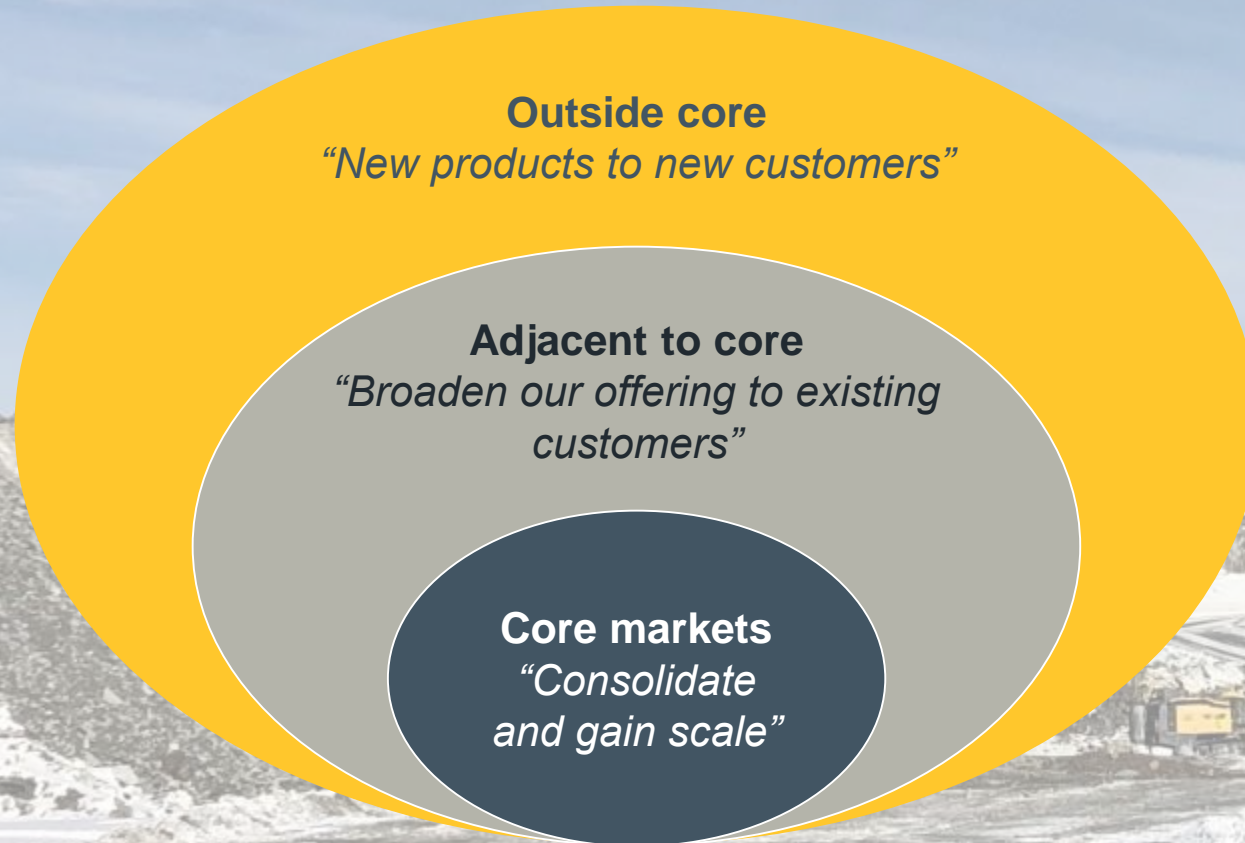 Outside core
“New products to new customers”
Adjacent to core
“Broaden our offering to existing
customers”
Core markets
“Consolidate
and gain scale”